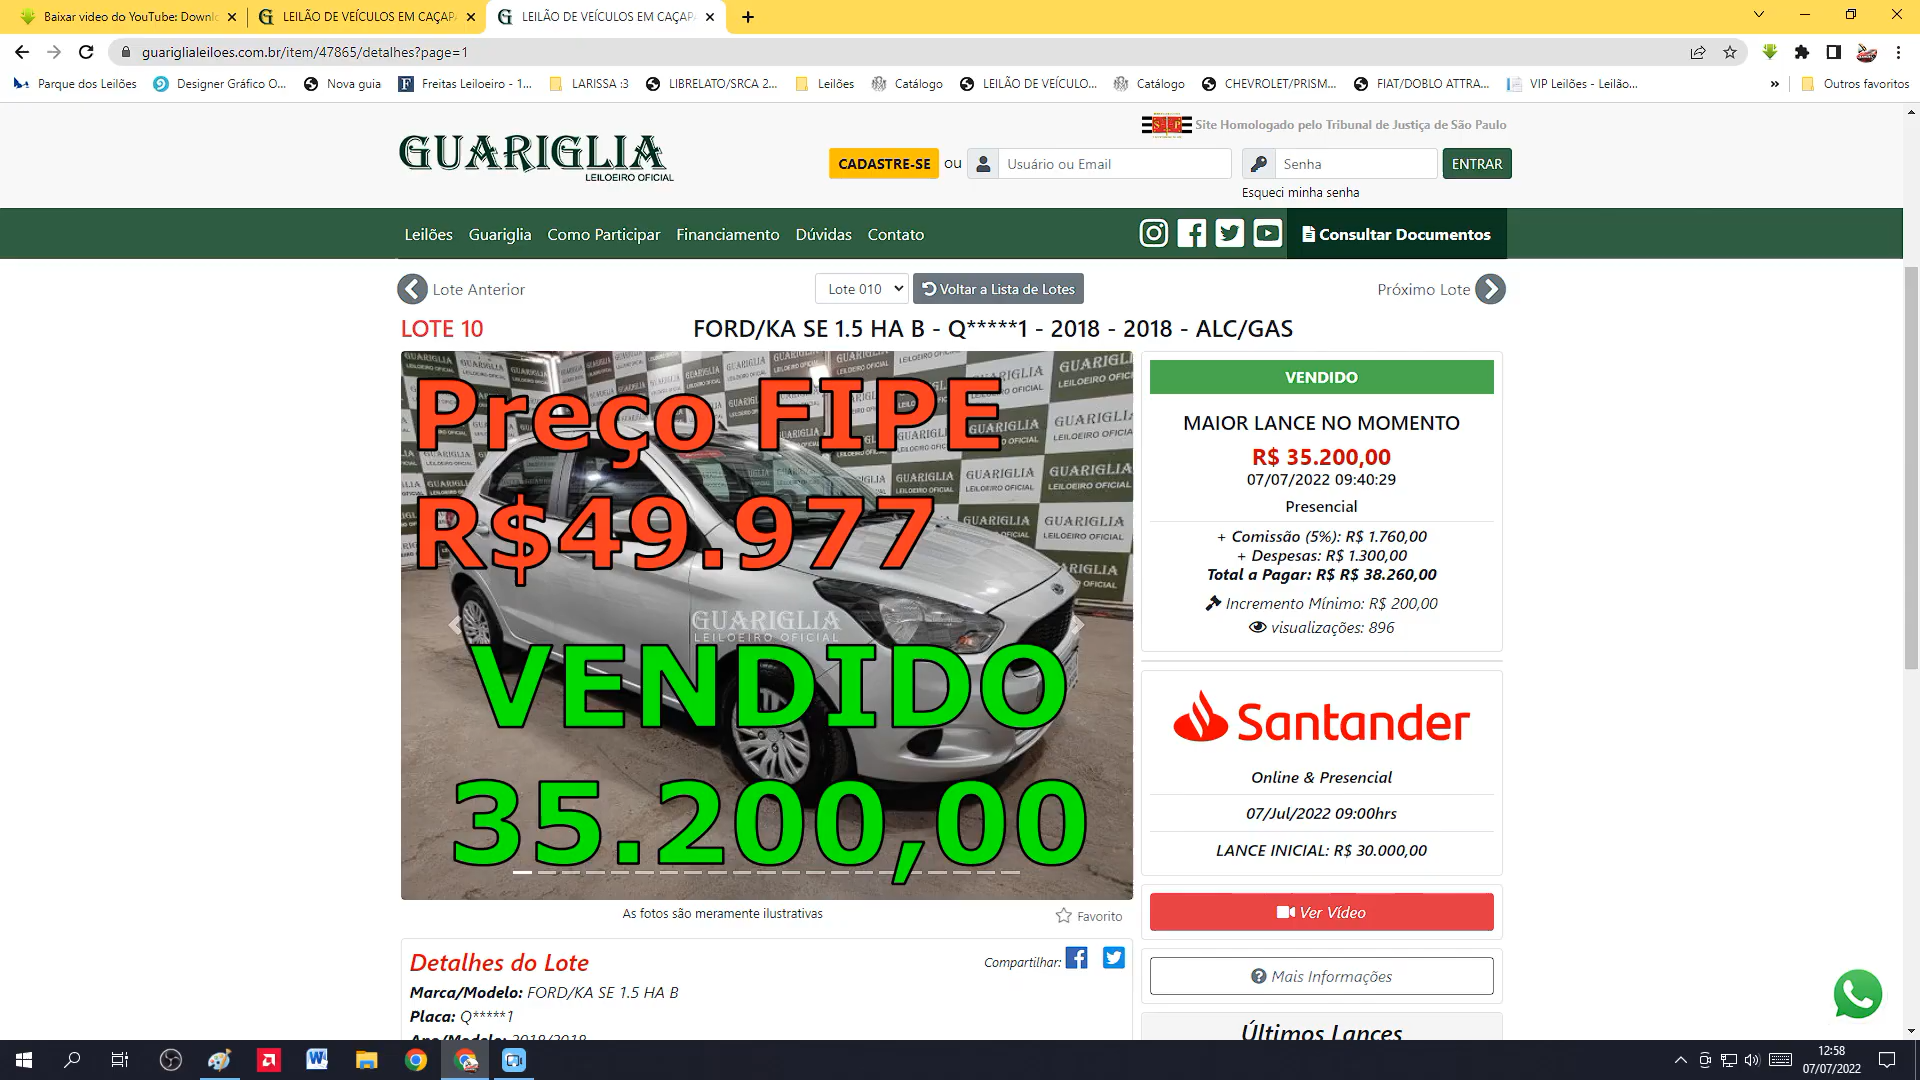 Baixar video do YouTube: Downl
LEILÃO DE VEÍCULOS EM CAÇAP
LEILÃO DE VEÍCULOS EM CAÇAP
guariglialeiloes.com.br/item/47865/detalhes?page=1
Parque dos Leilões
Designer Gráfico O...
Nova guia
Freitas Leiloeiro - 1...
LARISSA :3
LIBRELATO/SRCA 2...
Leilões
Catálogo
LEILÃO DE VEÍCULO...
Catálogo
CHEVROLET/PRISM...
FIAT/DOBLO ATTRA...
VIP Leilões - Leilão...
»
Outros favoritos
Site Homologado pelo Tribunal de Justiça de São Paulo
GUARIGLIA
LEILOEIRO OFICIAL
CADASTRE-SE ou Usuário ou Email Senha ENTRAR
Esqueci minha senha
Leilões Guariglia Como Participar Financiamento Dúvidas Contato Consultar Documentos
Lote Anterior Lote 010 Voltar a Lista de Lotes Próximo Lote
LOTE 10 FORD/KA SE 1.5 HA B - Q*****1 - 2018 - 2018 - ALC/GAS
Preço FIPE
R$49.977
GUARIGLIA
LEILOEIRO OFICIAL
VENDIDO
35.200,00
As fotos são meramente ilustrativas
Favorito
VENDIDO
MAIOR LANCE NO MOMENTO
R$ 35.200,00
07/07/2022 09:40:29
Presencial
+ Comissão (5%): R$ 1.760,00
+ Despesas: R$ 1.300,00
Total a Pagar: R$ R$ 38.260,00
Incremento Mínimo: R$ 200,00
visualizações: 896
Santander
Online & Presencial
07/Jul/2022 09:00hrs
LANCE INICIAL: R$ 30.000,00
Ver Vídeo
Mais Informações
Últimos Lances
Detalhes do Lote
Compartilhar:
Marca/Modelo: FORD/KA SE 1.5 HA B
Placa: Q*****1
Ano/Modelo: 2018/2018
12:58
07/07/2022